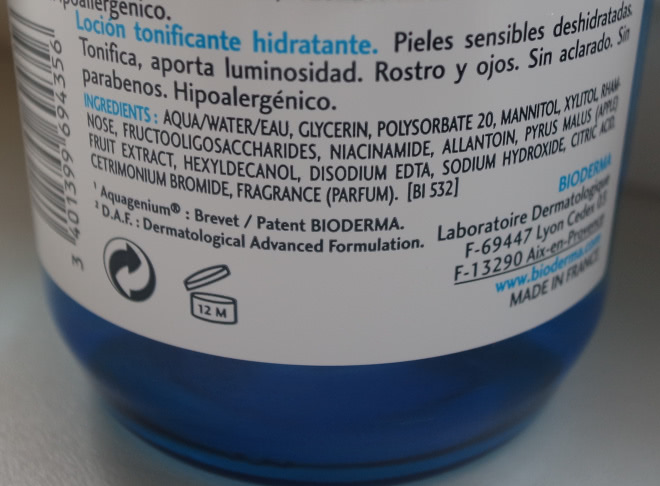 hipoalergénico.
Loción tonificante hidratante. Pieles sensibles deshidratadas.
Tonifica, aporta luminosidad. Rostro y ojos. Sin aclarado. Sin
parabenos. Hipoalergénico.
INGREDIENTS : AQUA/WATER/EAU, GLYCERIN, POLYSORBATE 20, MANNITOL, XYLITOL, RHAM-
NOSE, FRUCTOOLIGOSACCHARIDES, NIACINAMIDE, ALLANTOIN, PYRUS MALUS (APPLE)
FRUIT EXTRACT, HEXYLDECANOL, DISODIUM EDTA, SODIUM HYDROXIDE, CITRIC ACID,
CETRIMONIUM BROMIDE, FRAGRANCE (PARFUM). [BI 532]
¹ Aquagenium® : Brevet / Patent BIODERMA.
² D.A.F. : Dermatological Advanced Formulation.
BIODERMA
Laboratoire Dermatologique
F-69447 Lyon Cedex 03
F-13290 Aix-en-Provence
www.bioderma.com
MADE IN FRANCE
12 M
3 401399 694356